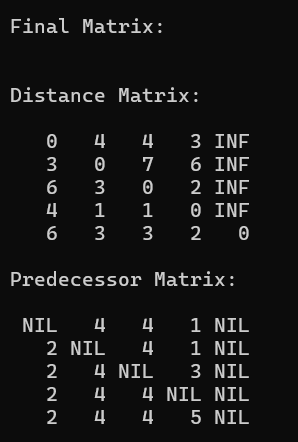 Final Matrix:
Distance Matrix:
0 4 4 3 INF
3 0 7 6 INF
6 3 0 2 INF
4 1 1 0 INF
6 3 3 2 0
Predecessor Matrix:
NIL 4 4 1 NIL
2 NIL 4 1 NIL
2 4 NIL 3 NIL
2 4 4 NIL NIL
2 4 4 5 NIL